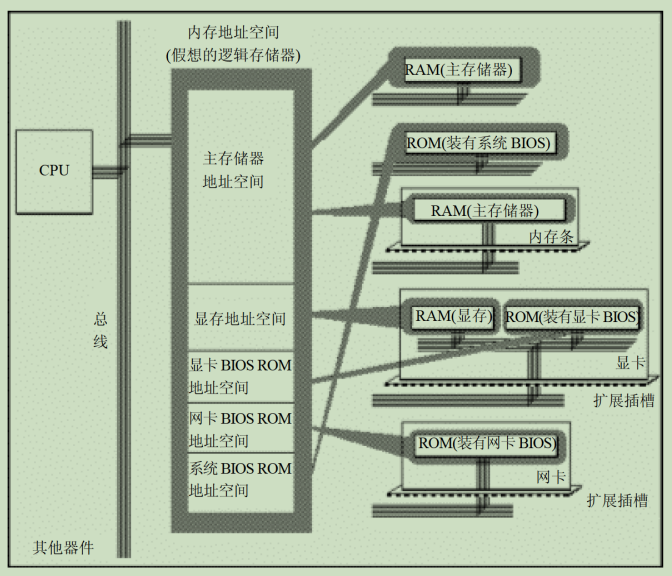 内存地址空间
(假想的逻辑存储器)
CPU
总
线
其他器件
主存储器
地址空间
显存地址空间
显卡 BIOS ROM
地址空间
网卡 BIOS ROM
地址空间
系统 BIOS ROM
地址空间
RAM(主存储器)
ROM(装有系统 BIOS)
RAM(主存储器)
内存条
RAM(显存)
ROM(装有显卡 BIOS)
显卡
扩展插槽
ROM(装有网卡 BIOS)
网卡
扩展插槽